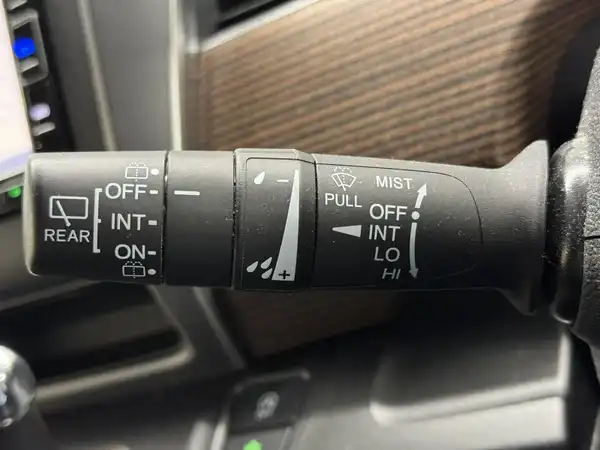 OFF
INT
ON
REAR
-
+
PULL
MIST
OFF
INT
LO
HI